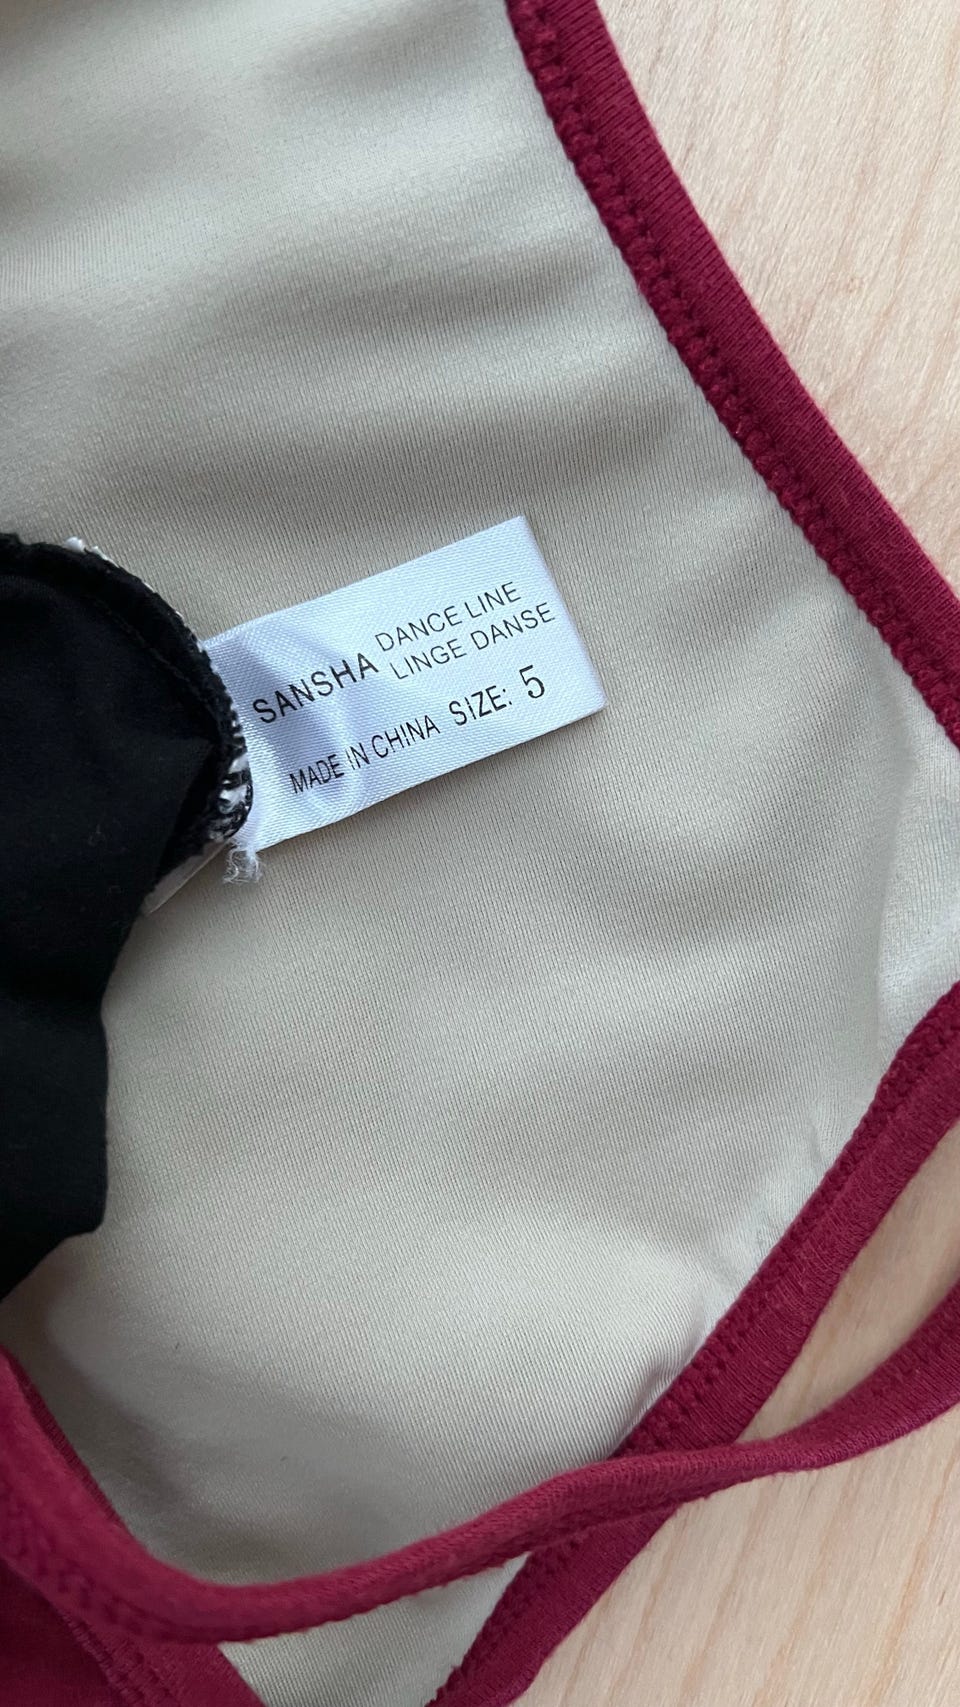 SANSHA DANCE LINE
LINGE DANSE
MADE IN CHINA SIZE: 5